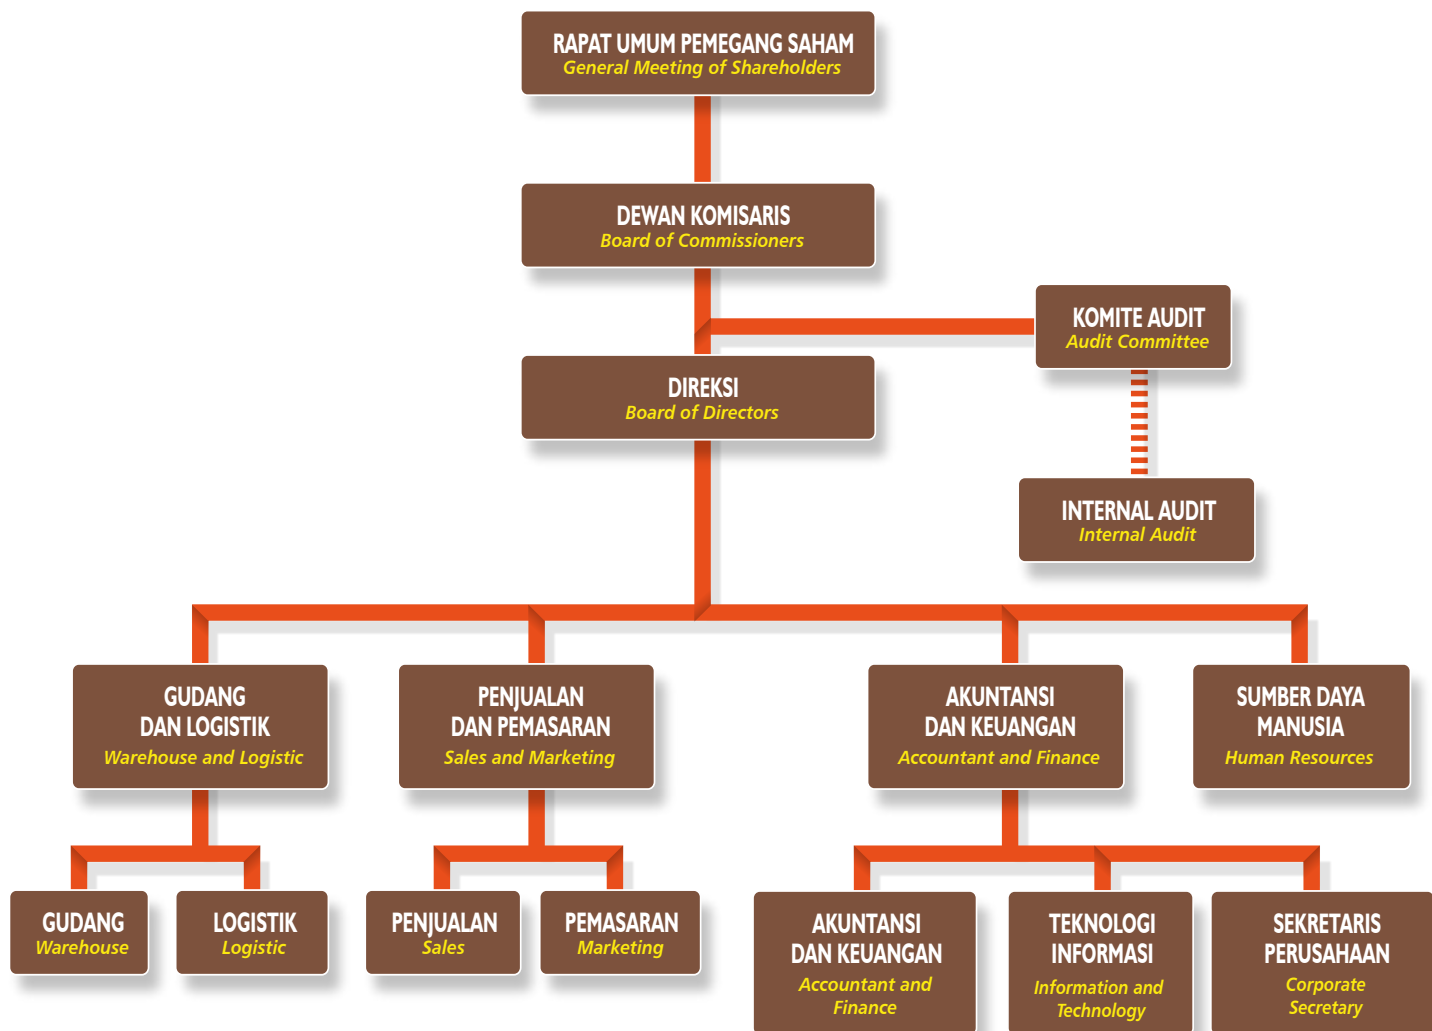 RAPAT UMUM PEMEGANG SAHAM
General Meeting of Shareholders
DEWAN KOMISARIS
Board of Commissioners
KOMITE AUDIT
Audit Committee
DIREKSI
Board of Directors
INTERNAL AUDIT
Internal Audit
GUDANG
DAN LOGISTIK
Warehouse and Logistic
PENJUALAN
DAN PEMASARAN
Sales and Marketing
AKUNTANSI
DAN KEUANGAN
Accountant and Finance
SUMBER DAYA
MANUSIA
Human Resources
GUDANG
Warehouse
LOGISTIK
Logistic
PENJUALAN
Sales
PEMASARAN
Marketing
AKUNTANSI
DAN KEUANGAN
Accountant and
Finance
TEKNOLOGI
INFORMASI
Information and
Technology
SEKRETARIS
PERUSAHAAN
Corporate
Secretary